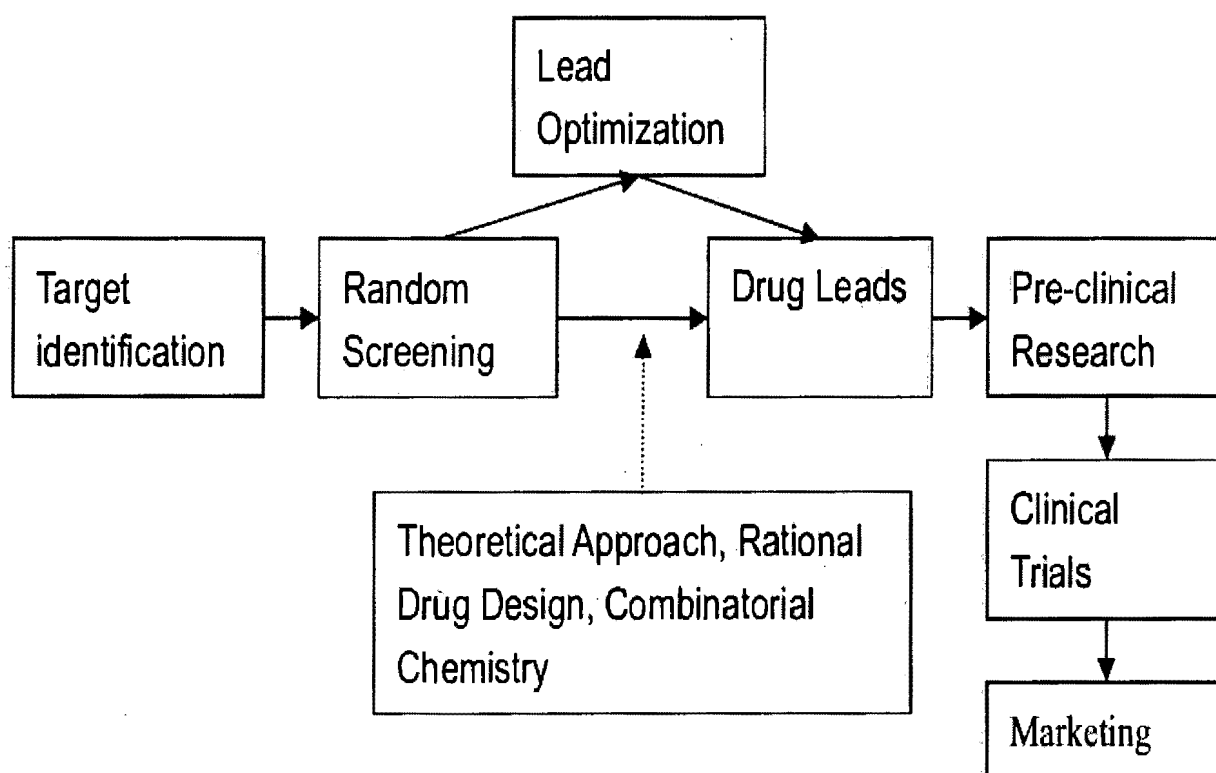 Lead
Optimization
Target
identification
Random
Screening
Drug Leads
Pre-clinical
Research
Theoretical Approach, Rational
Drug Design, Combinatorial
Chemistry
Clinical
Trials
Marketing